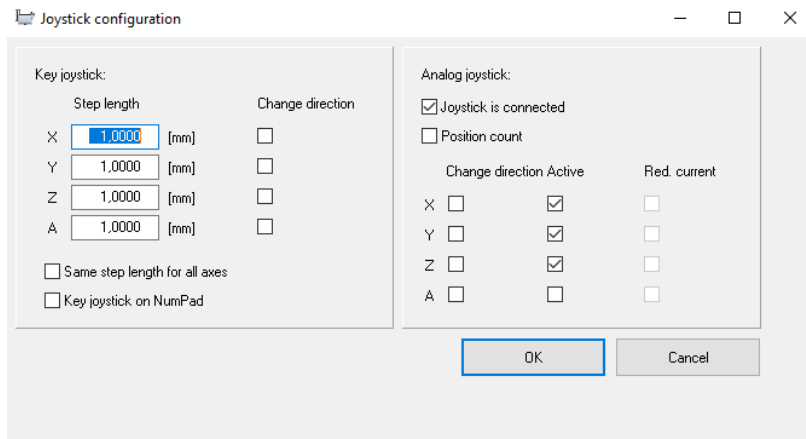 Joystick configuration
Key joystick:
Step length Change direction
X 1,0000 [mm]
Y 1,0000 [mm]
Z 1,0000 [mm]
A 1,0000 [mm]
Same step length for all axes
Key joystick on NumPad
Analog joystick:
Joystick is connected
Position count
Change direction Active Red. current
X
Y
Z
A
OK Cancel